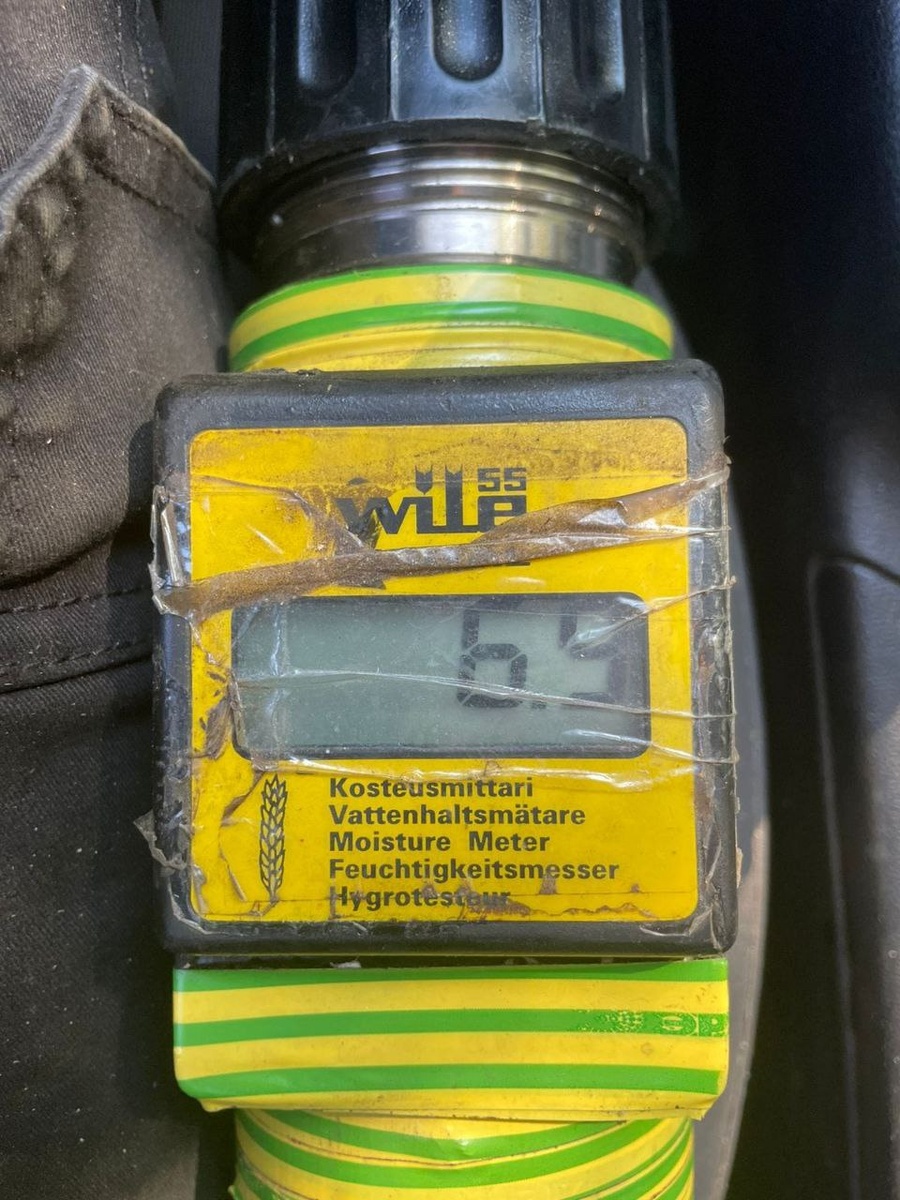 wile 55
Kosteusmittari
Vattenhaltsmätare
Moisture Meter
Feuchtigkeitsmesser
Hygrotesteur